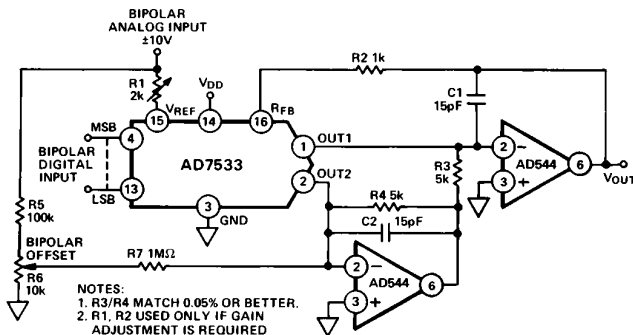 BIPOLAR
ANALOG INPUT
±10V
R1
2k
VDD
R2 1k
C1
15pF
VREF
RFB
15
14
16
MSB
4
BIPOLAR
DIGITAL
INPUT
LSB
13
AD7533
1
OUT1
2
OUT2
3
GND
R3
5k
2
−
3
+
AD544
6
VOUT
R4 5k
C2
15pF
R5
100k
BIPOLAR
OFFSET
R6
10k
R7 1MΩ
2
−
3
+
AD544
6
NOTES:
1. R3/R4 MATCH 0.05% OR BETTER.
2. R1, R2 USED ONLY IF GAIN
ADJUSTMENT IS REQUIRED